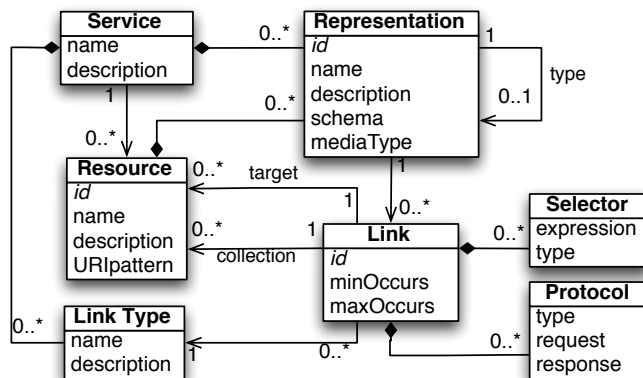 Service
name
description
0..*
Representation
id
name
description
schema
mediaType
1
type
0..1
1
0..*
0..*
Resource
id
name
description
URIpattern
0..*
target
1
0..*
collection
1
1
0..*
Link
id
minOccurs
maxOccurs
0..*
Selector
expression
type
Protocol
type
request
response
0..*
Link Type
name
description
0..*
1
0..*